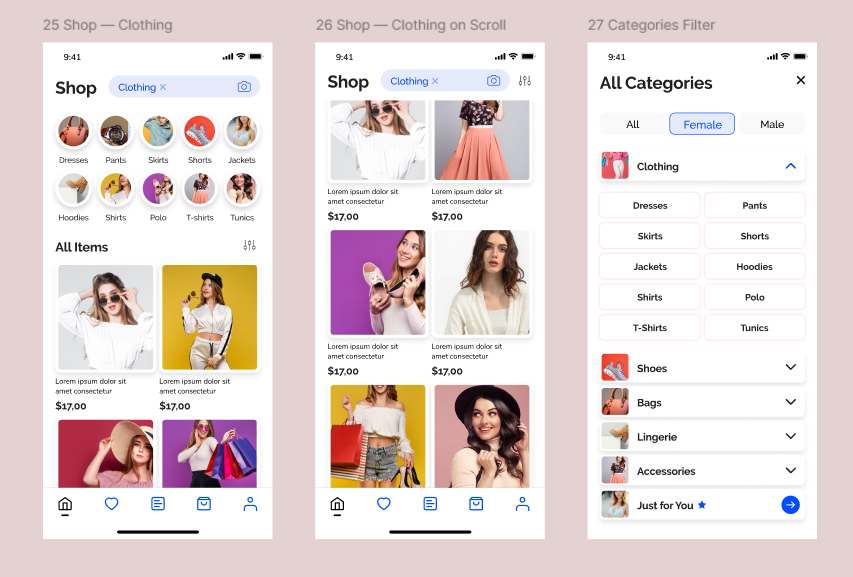 25 Shop — Clothing
9:41
Shop
Clothing ×
Dresses Pants Skirts Shorts Jackets
Hoodies Shirts Polo T-shirts Tunics
All Items
Lorem ipsum dolor sit
amet consectetur
$17,00
Lorem ipsum dolor sit
amet consectetur
$17,00
26 Shop — Clothing on Scroll
9:41
Shop
Clothing ×
Lorem ipsum dolor sit
amet consectetur
$17,00
Lorem ipsum dolor sit
amet consectetur
$17,00
Lorem ipsum dolor sit
amet consectetur
$17,00
Lorem ipsum dolor sit
amet consectetur
$17,00
27 Categories Filter
9:41
All Categories
All Female Male
Clothing
Dresses Pants
Skirts Shorts
Jackets Hoodies
Shirts Polo
T-Shirts Tunics
Shoes
Bags
Lingerie
Accessories
Just for You